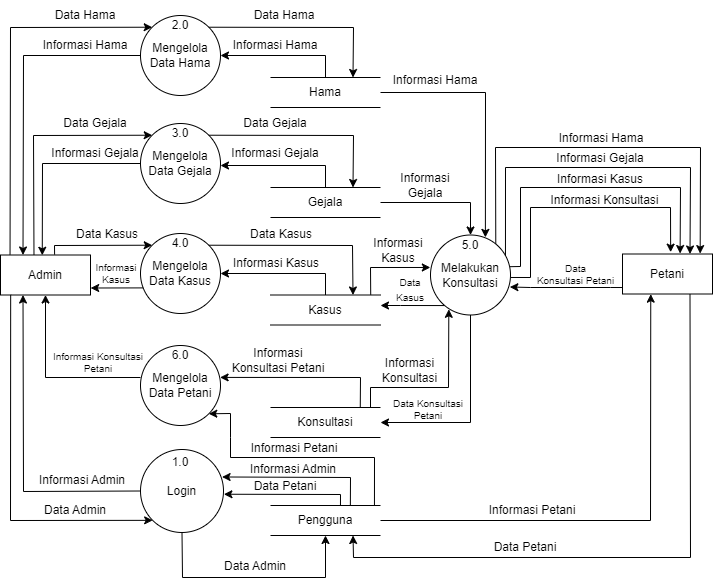 Data Hama
Informasi Hama
2.0
Mengelola
Data Hama
Data Hama
Informasi Hama
Hama
Informasi Hama
Data Gejala
Informasi Gejala
3.0
Mengelola
Data Gejala
Data Gejala
Informasi Gejala
Gejala
Informasi
Gejala
Informasi Hama
Informasi Gejala
Informasi Kasus
Informasi Konsultasi
Data Kasus
Informasi
Kasus
Admin
4.0
Mengelola
Data Kasus
Data Kasus
Informasi Kasus
Kasus
Informasi
Kasus
Data
Kasus
5.0
Melakukan
Konsultasi
Data
Konsultasi Petani
Petani
Informasi Konsultasi
Petani
6.0
Mengelola
Data Petani
Informasi
Konsultasi Petani
Informasi
Konsultasi
Konsultasi
Data Konsultasi
Petani
Informasi Petani
Informasi Admin
Data Petani
1.0
Login
Informasi Admin
Data Admin
Pengguna
Informasi Petani
Data Petani
Data Admin